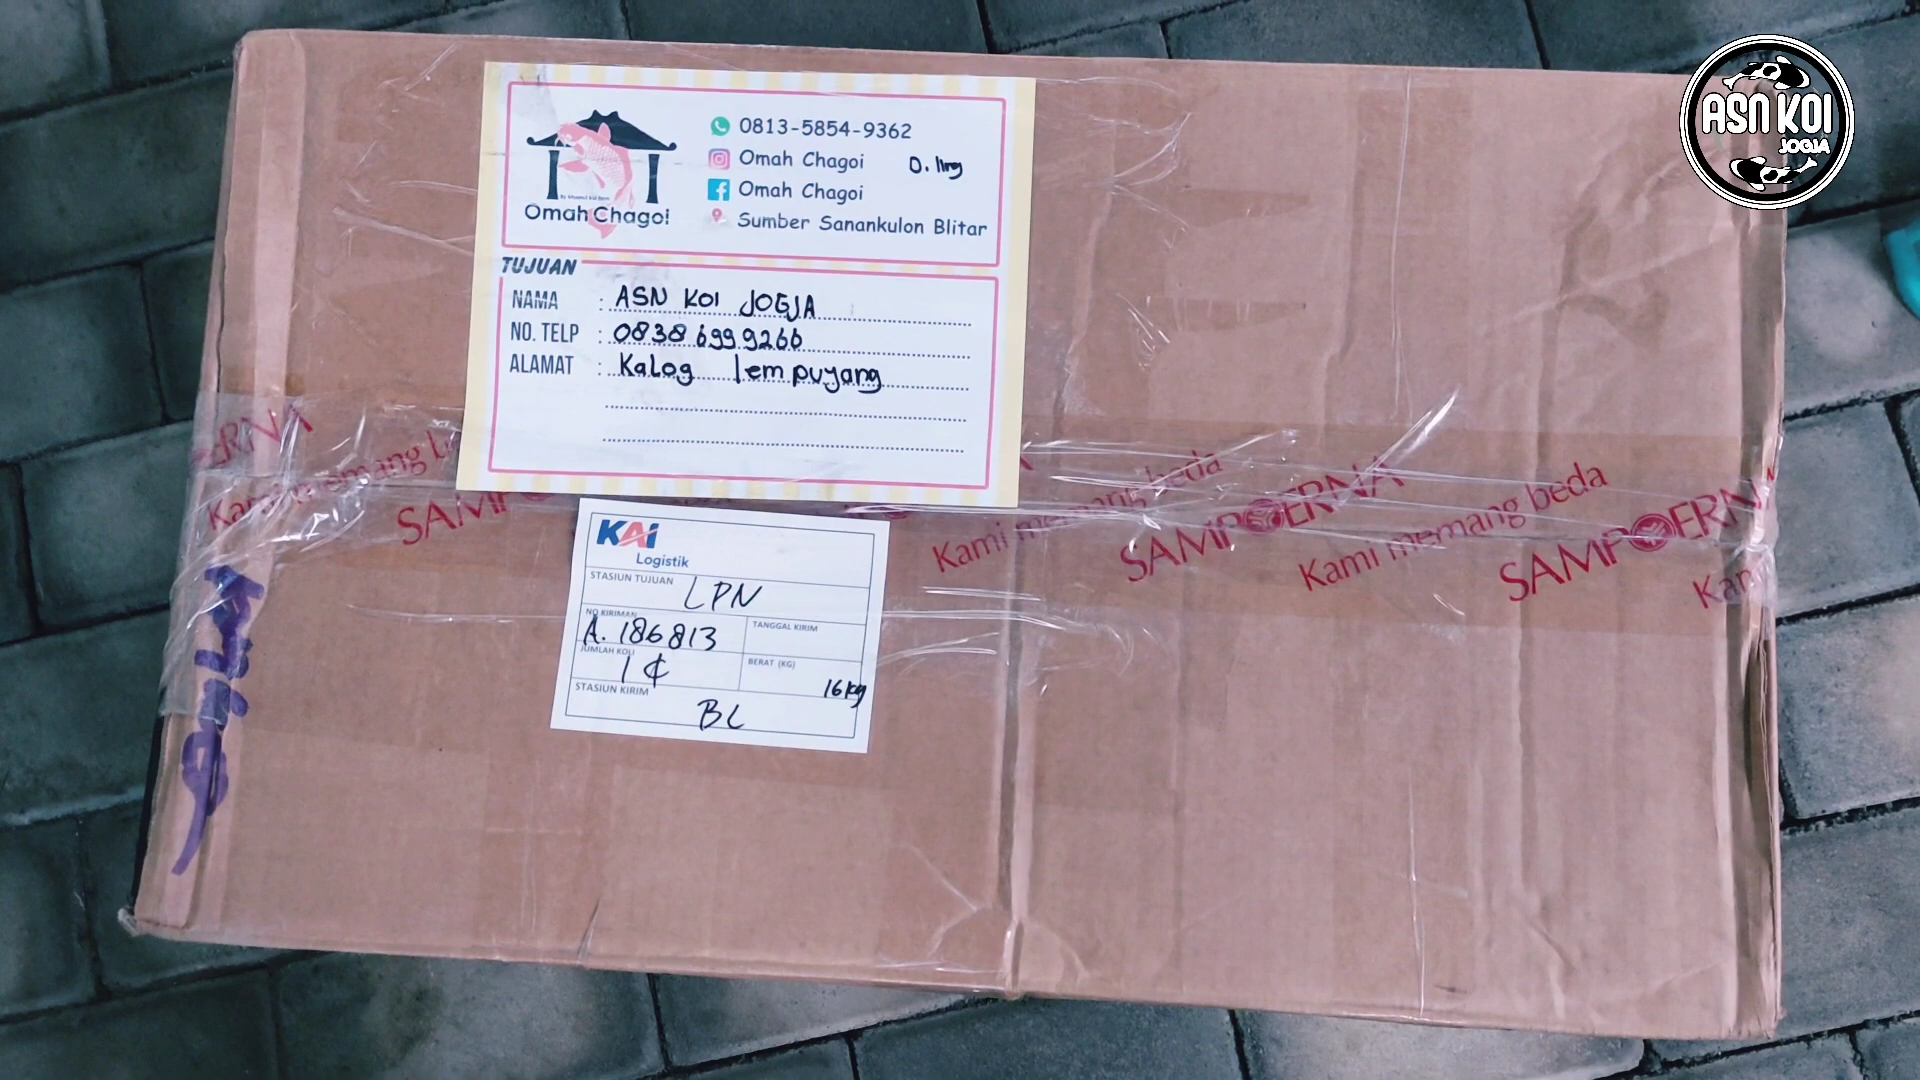 ASN KOI
JOGJA
0813-5854-9362
Omah Chagoi
Omah Chagoi
Sumber Sanankulon Blitar
Omah Chagoi
TUJUAN
NAMA : ASN KOI JOGJA
NO. TELP : 0838 699 9266
ALAMAT : Kalog lempuyang
Kami memang beda
SAMPOERNA
Kami memang beda
SAMPOERNA
KAI
Logistik
STASIUN TUJUAN
LPN
NO KIRIMAN
A. 186813
TANGGAL KIRIM
JUMLAH KOLI
1 ¢
BERAT (KG)
16 kg
STASIUN KIRIM
BL